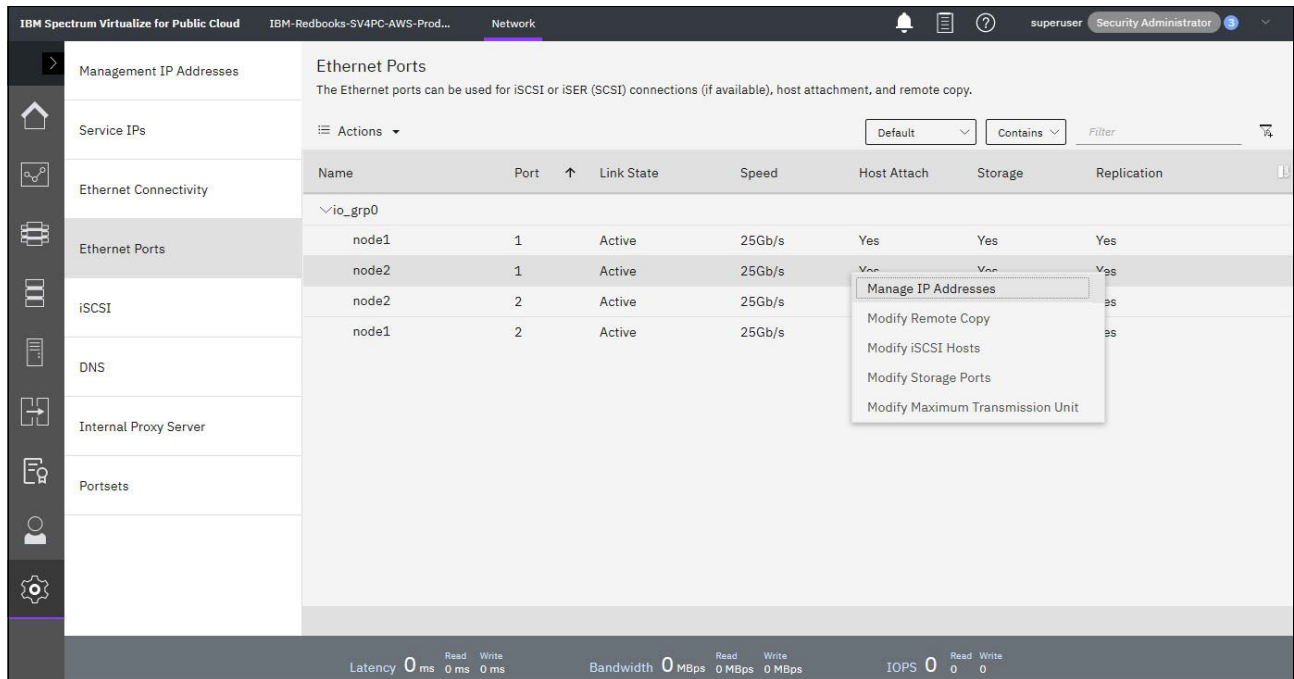 IBM Spectrum Virtualize for Public Cloud IBM-Redbooks-SV4PC-AWS-Prod... Network superuser Security Administrator 3
Management IP Addresses
Service IPs
Ethernet Connectivity
Ethernet Ports
iSCSI
DNS
Internal Proxy Server
Portsets
Ethernet Ports
The Ethernet ports can be used for iSCSI or iSER (SCSI) connections (if available), host attachment, and remote copy.
Actions Default Contains Filter
Name Port Link State Speed Host Attach Storage Replication
io_grp0
node1 1 Active 25Gb/s Yes Yes Yes
node2 1 Active 25Gb/s Yes Yes Yes
node2 2 Active 25Gb/s
node1 2 Active 25Gb/s
Manage IP Addresses
Modify Remote Copy
Modify iSCSI Hosts
Modify Storage Ports
Modify Maximum Transmission Unit
Latency 0 ms Read 0 ms Write 0 ms Bandwidth 0 MBps Read 0 MBps Write 0 MBps IOPS 0 Read 0 Write 0